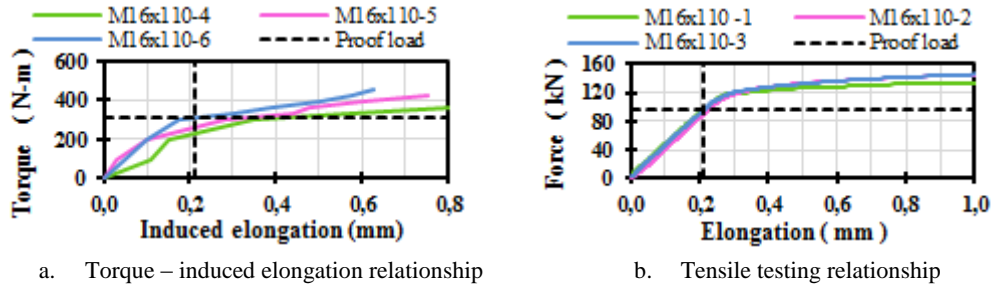 M16x110-4 M16x110-5
M16x110-6 Proof load
600
400
200
0
Torque ( N-m )
0,0 0,2 0,4 0,6 0,8
Induced elongation (mm)
a. Torque – induced elongation relationship
M16x110 -1 M16x110-2
M16x110-3 Proof load
160
120
80
40
0
Force ( kN )
0,0 0,2 0,4 0,6 0,8 1,0
Elongation ( mm )
b. Tensile testing relationship